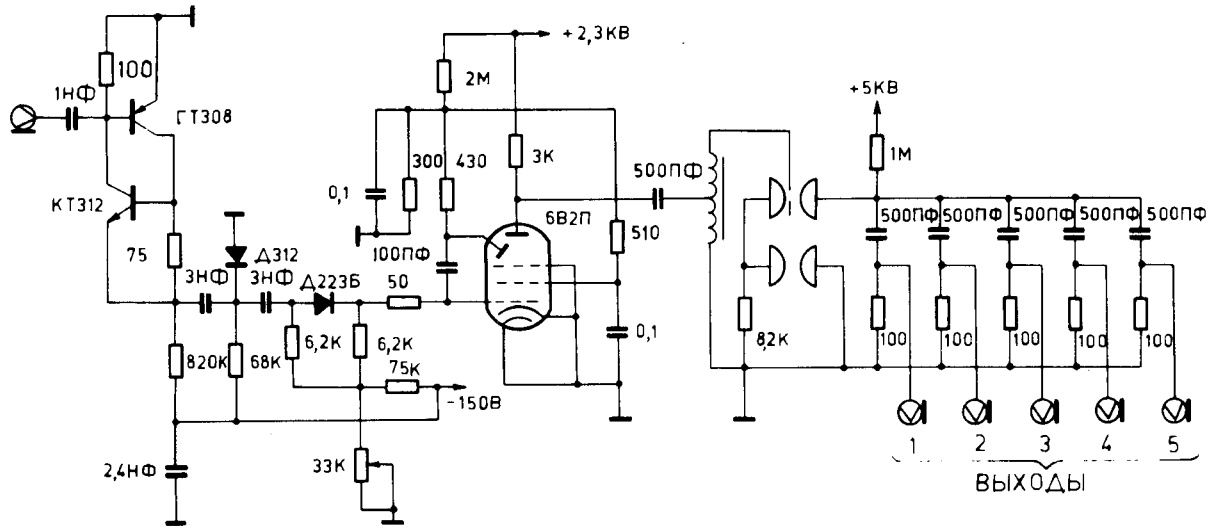 +2,3КВ
100
2М
1НФ
ГТ308
+5КВ
1М
300
430
3К
500ПФ
0,1
КТ312
6В2П
500ПФ
500ПФ
500ПФ
500ПФ
500ПФ
510
75
Д312
100ПФ
3НФ
3НФ
Д223Б
50
0,1
8,2К
100
100
100
100
100
6,2К
6,2К
820К
68К
75К
-150В
2,4НФ
33К
1
2
3
4
5
ВЫХОДЫ